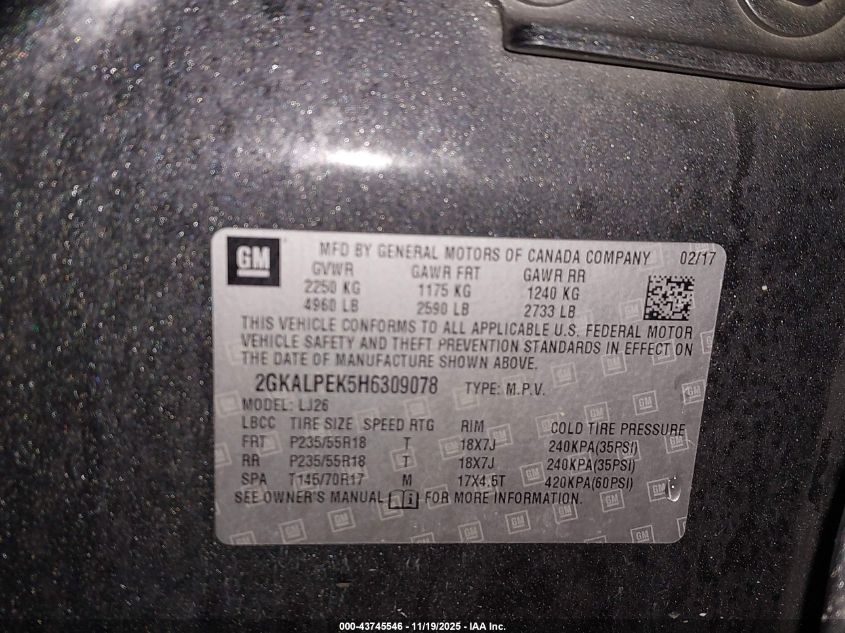 GM
MFD BY GENERAL MOTORS OF CANADA COMPANY 02/17
GVWR GAWR FRT GAWR RR
2250 KG 1175 KG 1240 KG
4960 LB 2590 LB 2733 LB
THIS VEHICLE CONFORMS TO ALL APPLICABLE U.S. FEDERAL MOTOR
VEHICLE SAFETY AND THEFT PREVENTION STANDARDS IN EFFECT ON
THE DATE OF MANUFACTURE SHOWN ABOVE.
2GKALPEK5H6309078 TYPE: M.P.V.
MODEL: LJ26
LBCC TIRE SIZE SPEED RTG RIM COLD TIRE PRESSURE
FRT P235/55R18 T 18X7J 240KPA(35PSI)
RR P235/55R18 T 18X7J 240KPA(35PSI)
SPA T145/70R17 M 17X4.5T 420KPA(60PSI)
SEE OWNER'S MANUAL i FOR MORE INFORMATION.
000-43745546 - 11/19/2025 - IAA Inc.